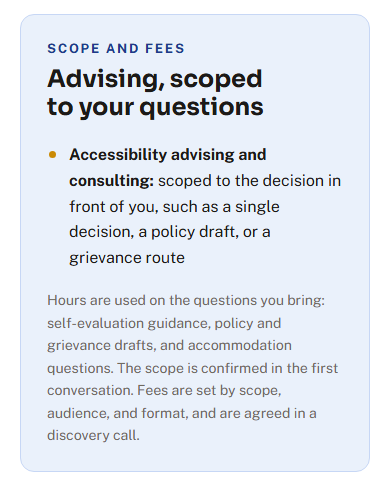 SCOPE AND FEES
Advising, scoped
to your questions
Accessibility advising and
consulting: scoped to the decision in
front of you, such as a single
decision, a policy draft, or a
grievance route
Hours are used on the questions you bring:
self-evaluation guidance, policy and
grievance drafts, and accommodation
questions. The scope is confirmed in the first
conversation. Fees are set by scope,
audience, and format, and are agreed in a
discovery call.